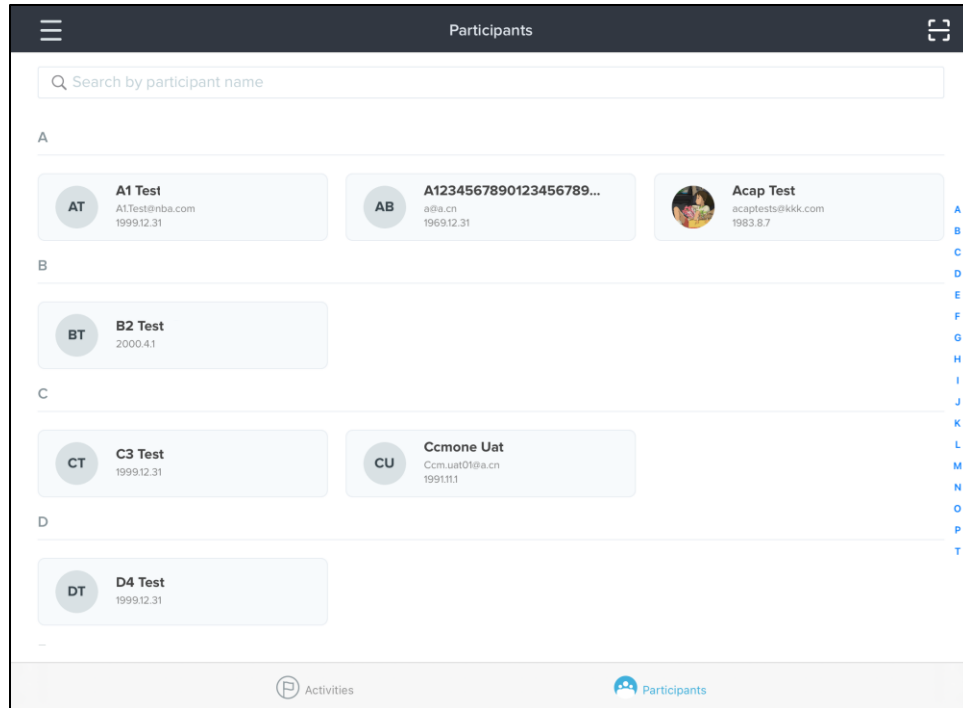 Participants
Search by participant name
A
AT
A1 Test
A1.Test@nba.com
1999.12.31
AB
A1234567890123456789...
a@a.cn
1969.12.31
Acap Test
acaptests@kkk.com
1983.8.7
B
BT
B2 Test
2000.4.1
C
CT
C3 Test
1999.12.31
CU
Ccmone Uat
Ccm.uat01@a.cn
1991.11.1
D
DT
D4 Test
1999.12.31
A
B
C
D
E
F
G
H
I
J
K
L
M
N
O
P
T
Activities
Participants